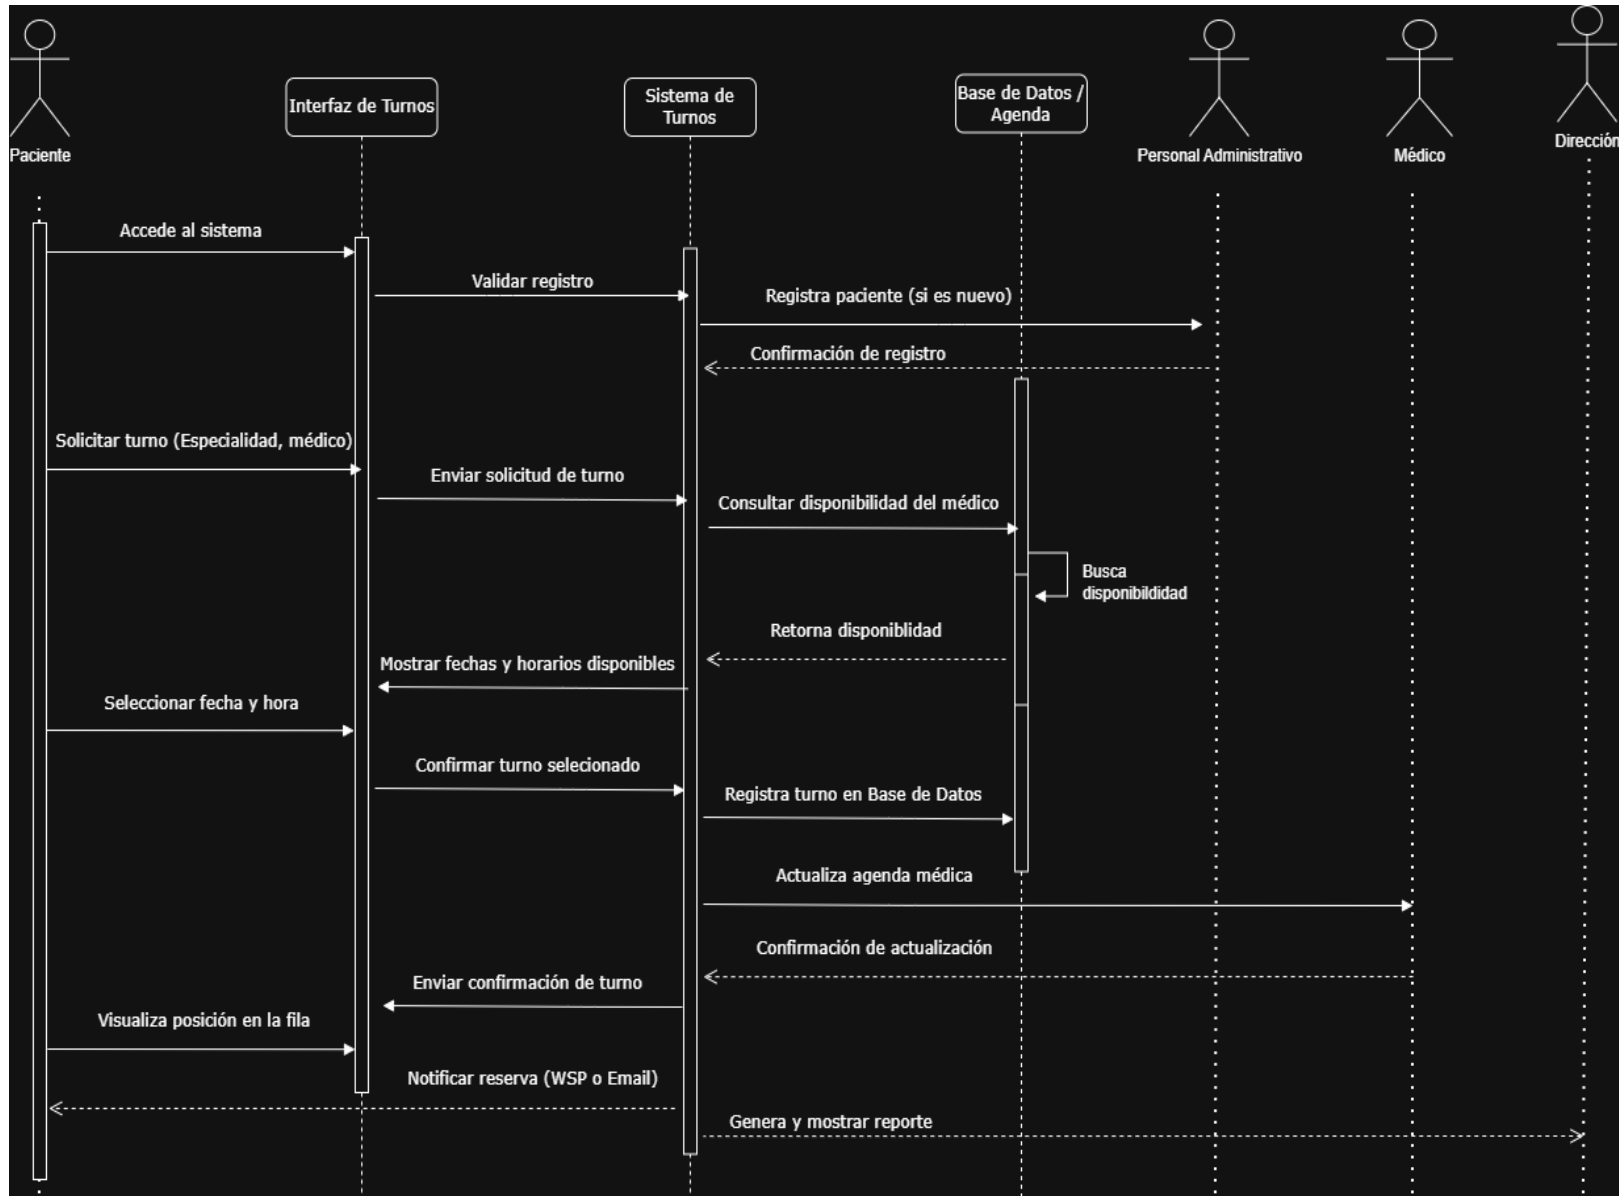 Paciente
Interfaz de Turnos
Sistema de
Turnos
Base de Datos /
Agenda
Personal Administrativo
Médico
Dirección
Accede al sistema
Validar registro
Registra paciente (si es nuevo)
Confirmación de registro
Solicitar turno (Especialidad, médico)
Enviar solicitud de turno
Consultar disponibilidad del médico
Busca
disponibildidad
Retorna disponiblidad
Mostrar fechas y horarios disponibles
Seleccionar fecha y hora
Confirmar turno selecionado
Registra turno en Base de Datos
Actualiza agenda médica
Confirmación de actualización
Enviar confirmación de turno
Visualiza posición en la fila
Notificar reserva (WSP o Email)
Genera y mostrar reporte